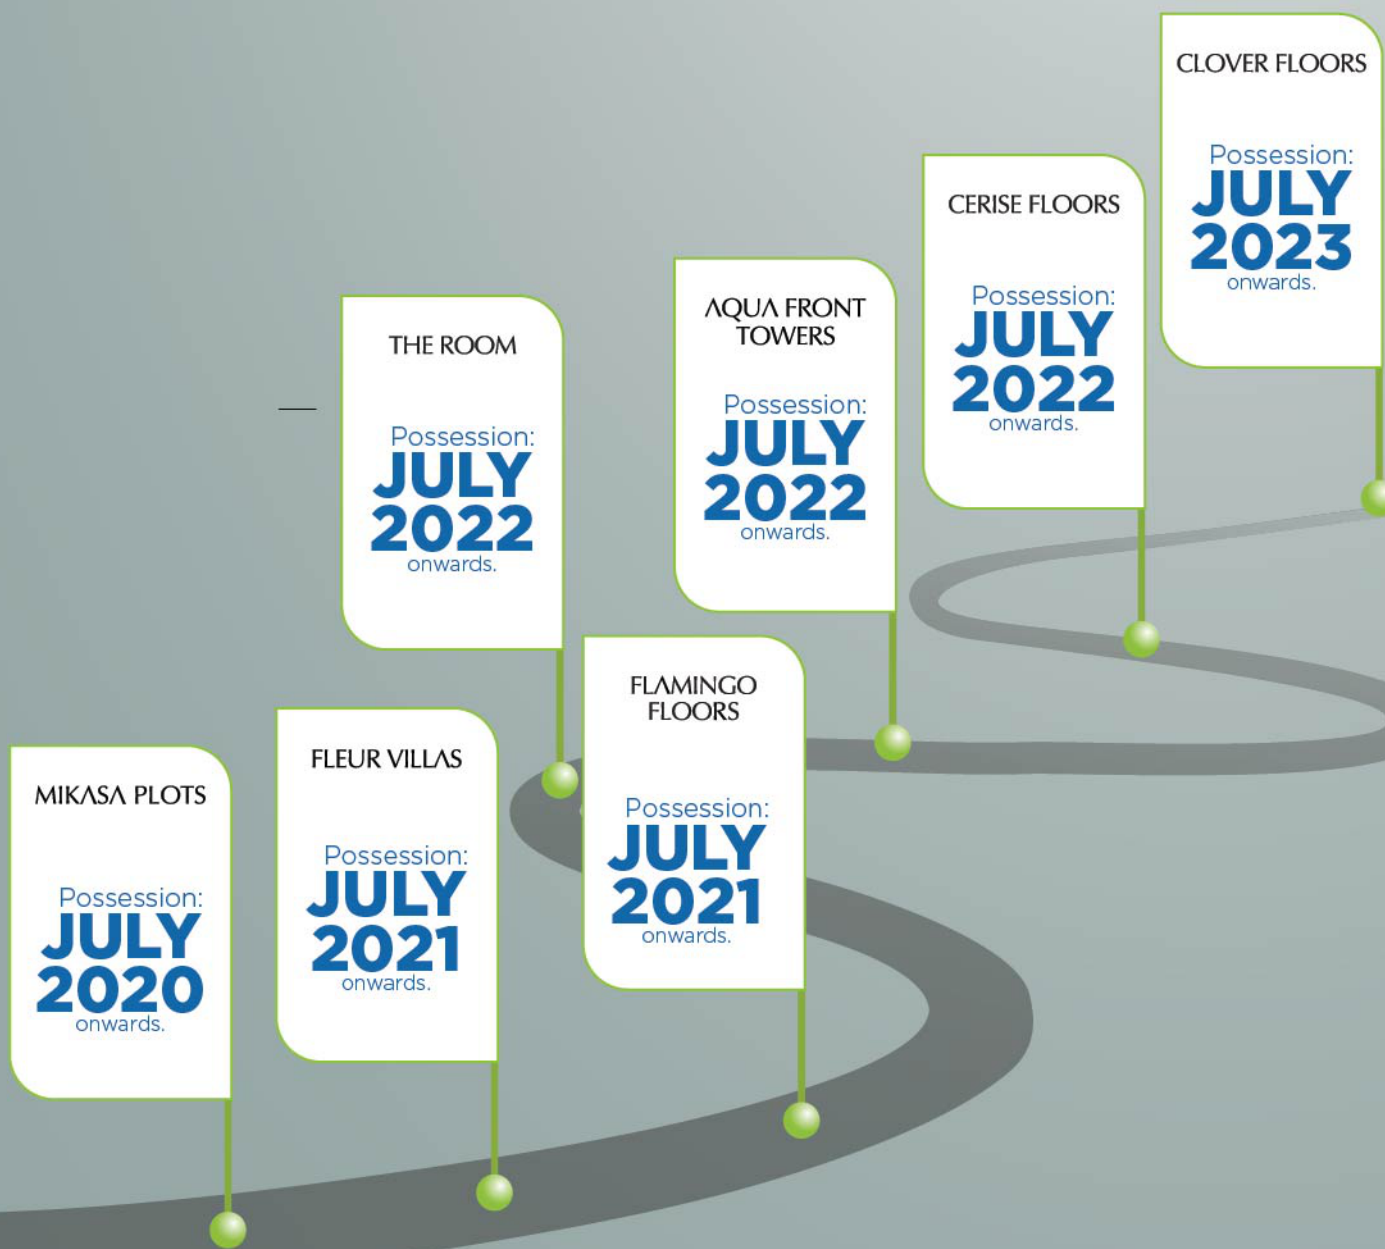 CLOVER FLOORS
Possession:
JULY
2023
onwards.
CERISE FLOORS
Possession:
JULY
2022
onwards.
AQUA FRONT
TOWERS
Possession:
JULY
2022
onwards.
THE ROOM
Possession:
JULY
2022
onwards.
FLAMINGO
FLOORS
Possession:
JULY
2021
onwards.
FLEUR VILLAS
Possession:
JULY
2021
onwards.
MIKASA PLOTS
Possession:
JULY
2020
onwards.